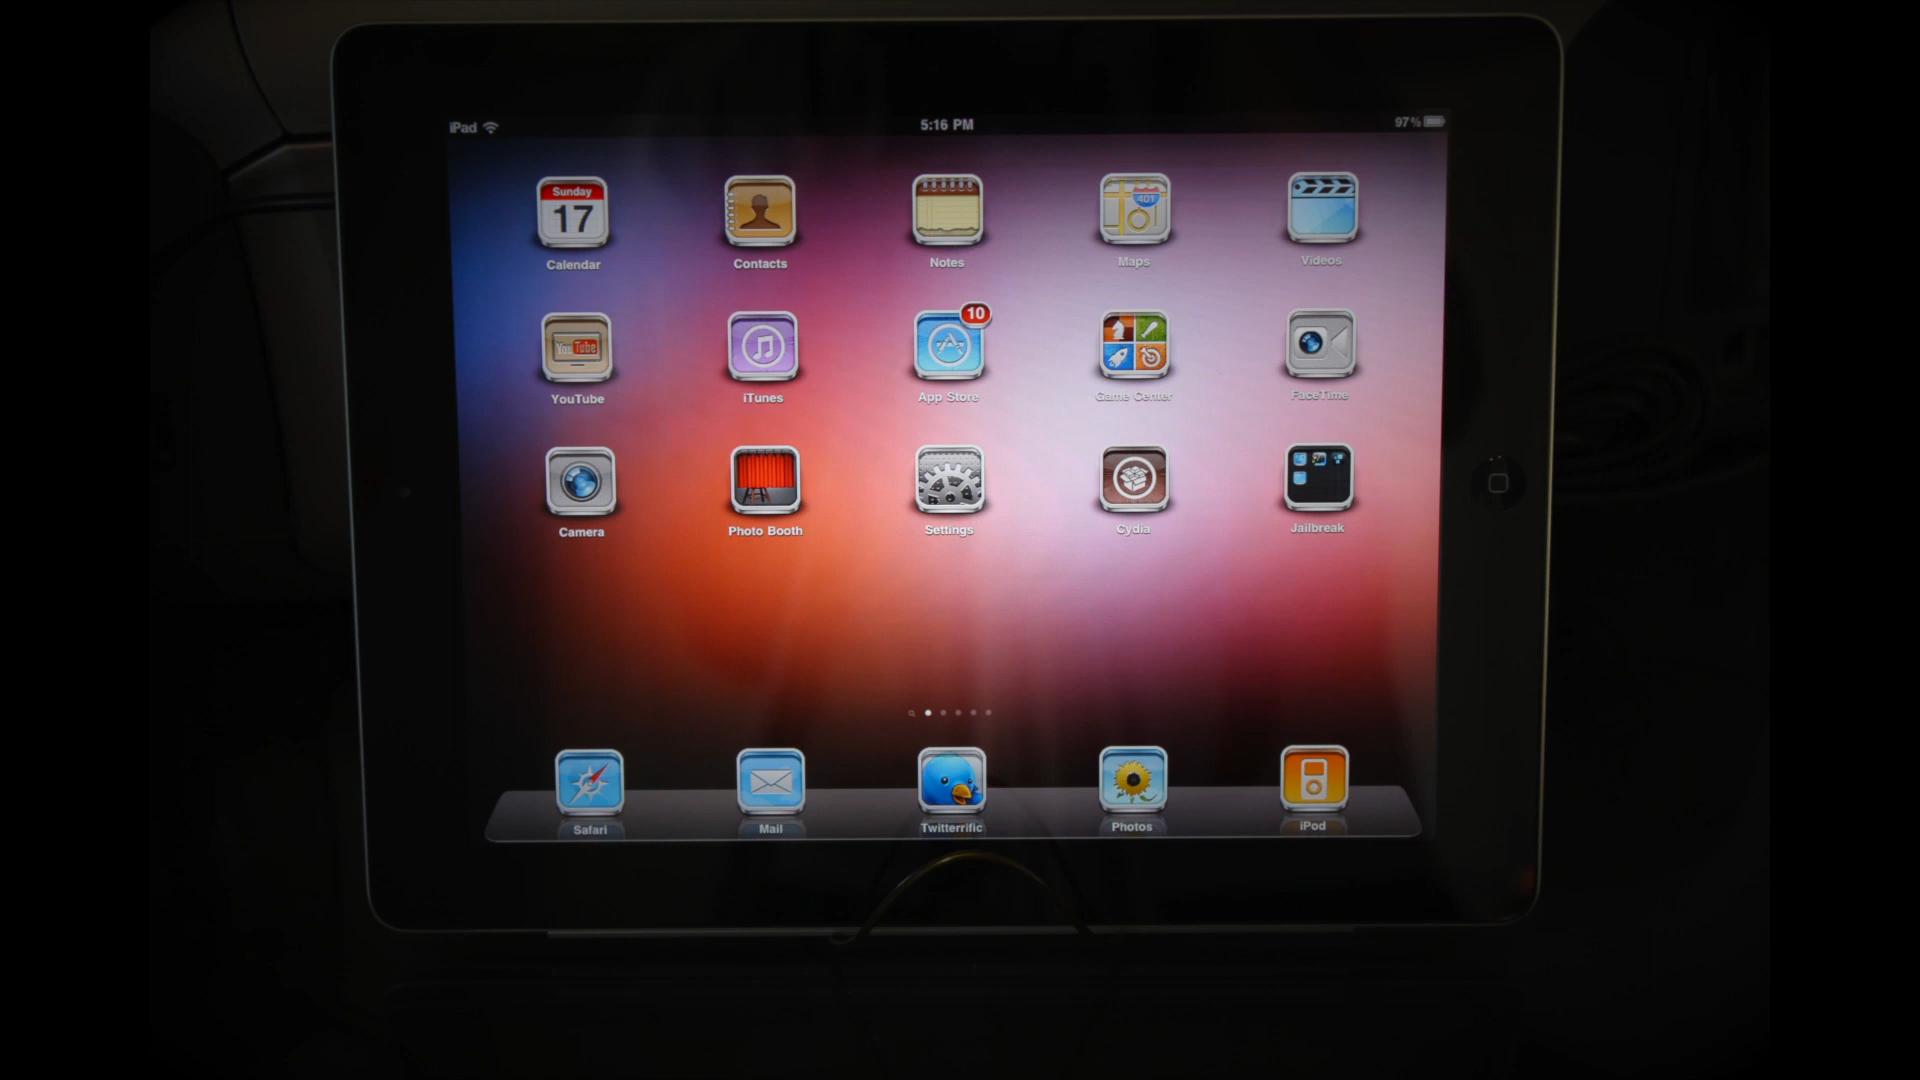 iPad 5:16 PM 97%
Sunday
17
401
Calendar Contacts Notes Maps Videos
10
You Tube
YouTube iTunes App Store Game Center FaceTime
Camera Photo Booth Settings Cydia Jailbreak
Safari Mail Twitterrific Photos iPod